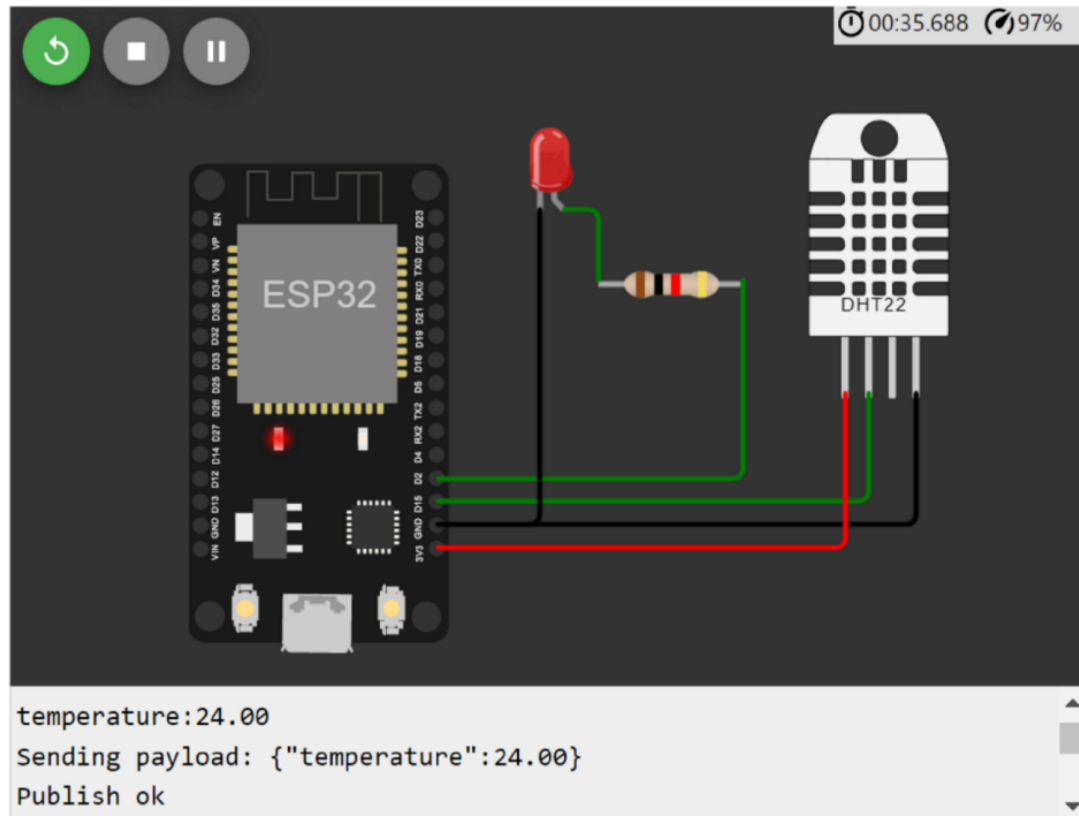 00:35.688 97%
ESP32
EN
VP
VN
D34
D35
D32
D33
D25
D26
D27
D14
D12
D13
GND
VIN
D23
D22
TX0
RX0
D21
D19
D18
D5
TX2
RX2
D4
D2
D15
GND
3V3
DHT22
temperature:24.00
Sending payload: {"temperature":24.00}
Publish ok